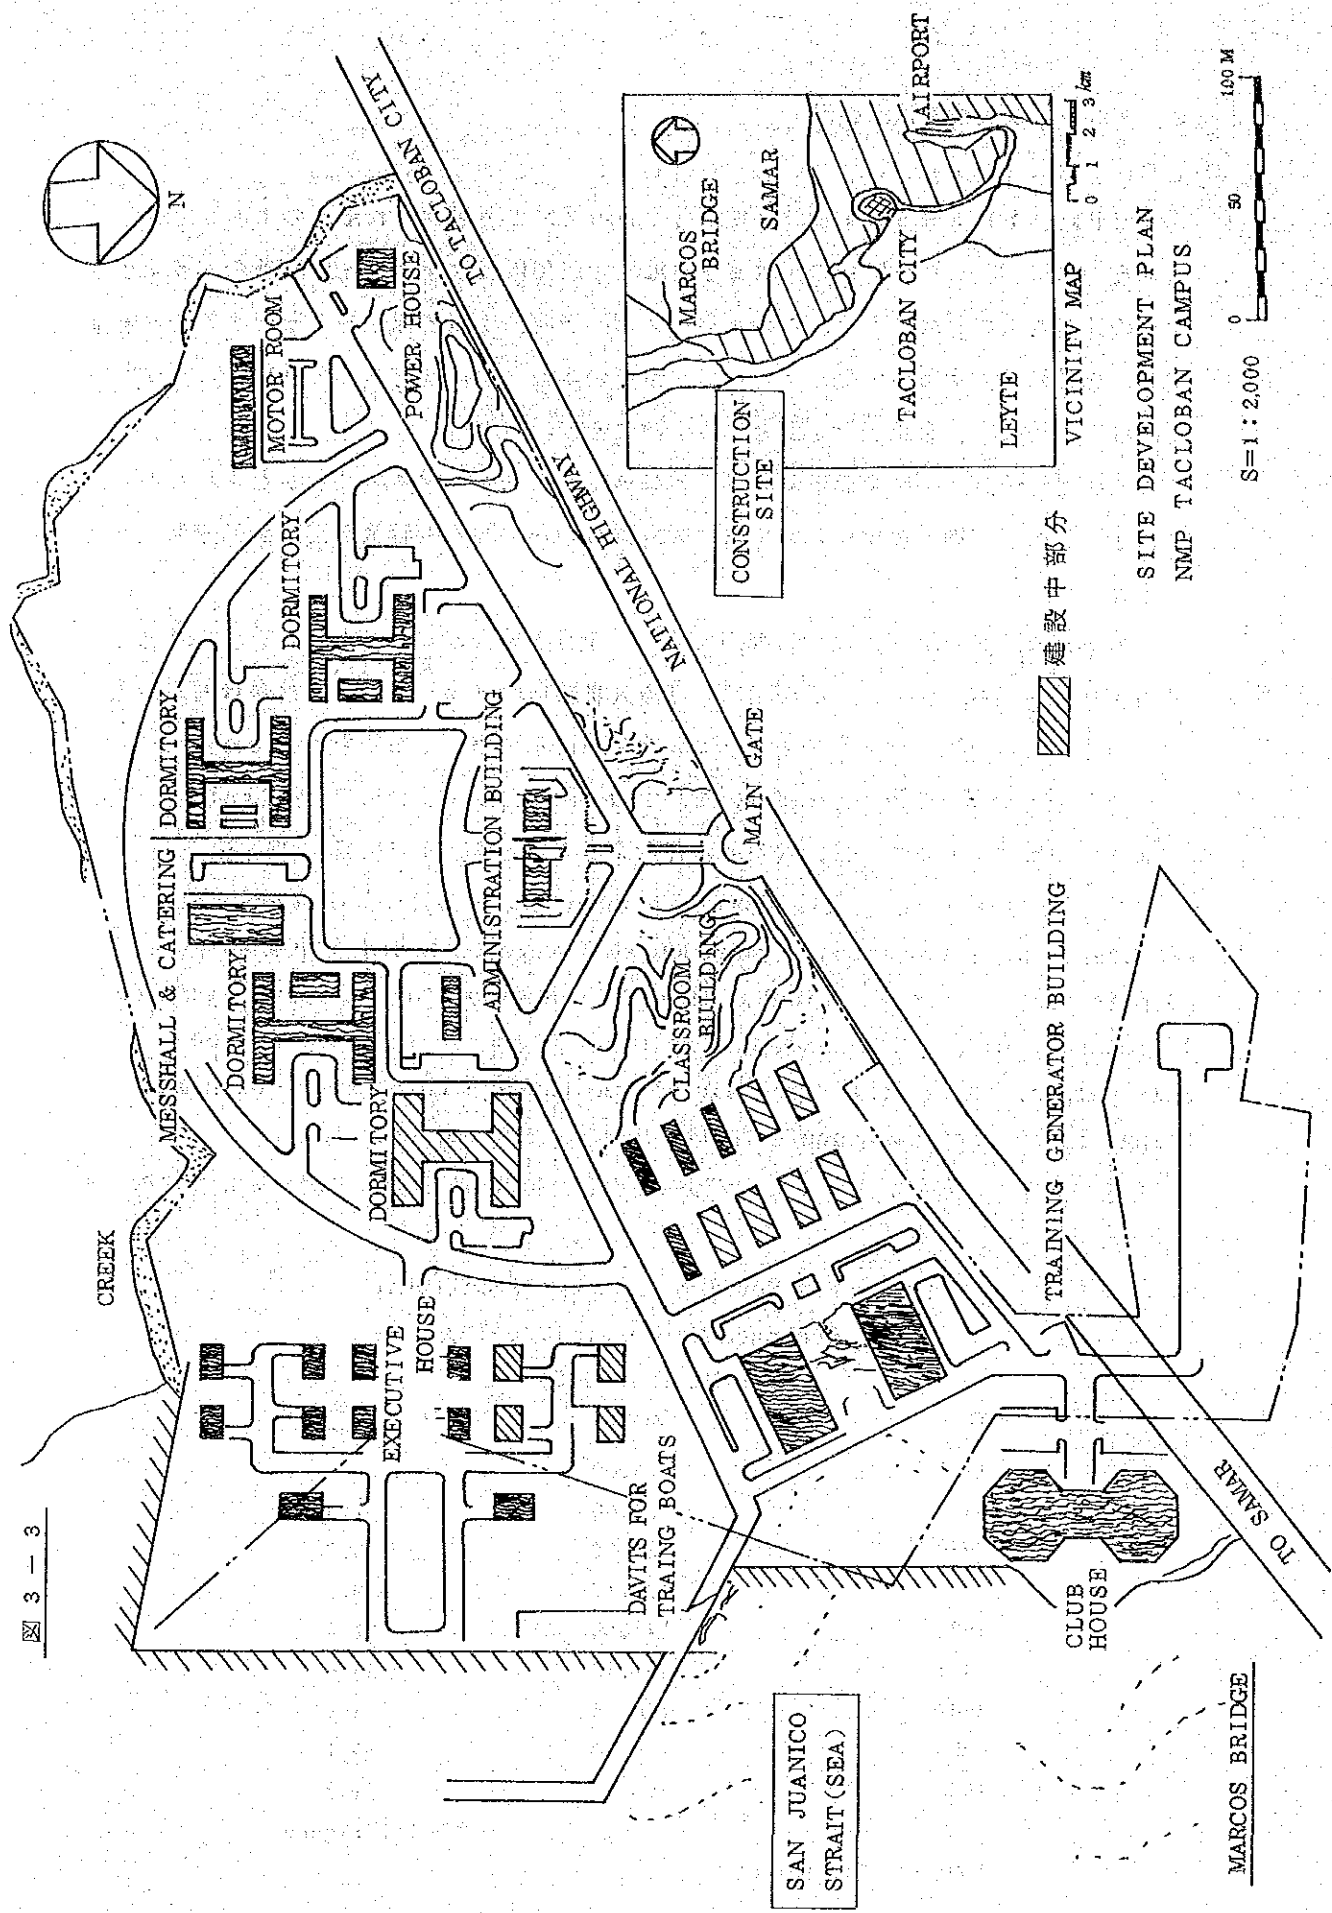 図 3 － 3
CREEK
N
MESSHALL & CATERING
DORMITORY
DORMITORY
DORMITORY
DORMITORY
MOTOR ROOM
POWER HOUSE
TO TACLOBAN CITY
NATIONAL HIGHWAY
ADMINISTRATION BUILDING
EXECUTIVE
HOUSE
CLASSROOM
BUILDING
MAIN GATE
DAVITS FOR
TRAING BOATS
TRAINING GENERATOR BUILDING
CLUB
HOUSE
TO SAMAR
SAN JUANICO
STRAIT (SEA)
MARCOS BRIDGE
CONSTRUCTION
SITE
MARCOS
BRIDGE
SAMAR
AIRPORT
TACLOBAN CITY
LEYTE
VICINITY MAP
0 1 2 3 km
建設中部分
SITE DEVELOPMENT PLAN
NMP TACLOBAN CAMPUS
S=1:2,000
0 50 100 M